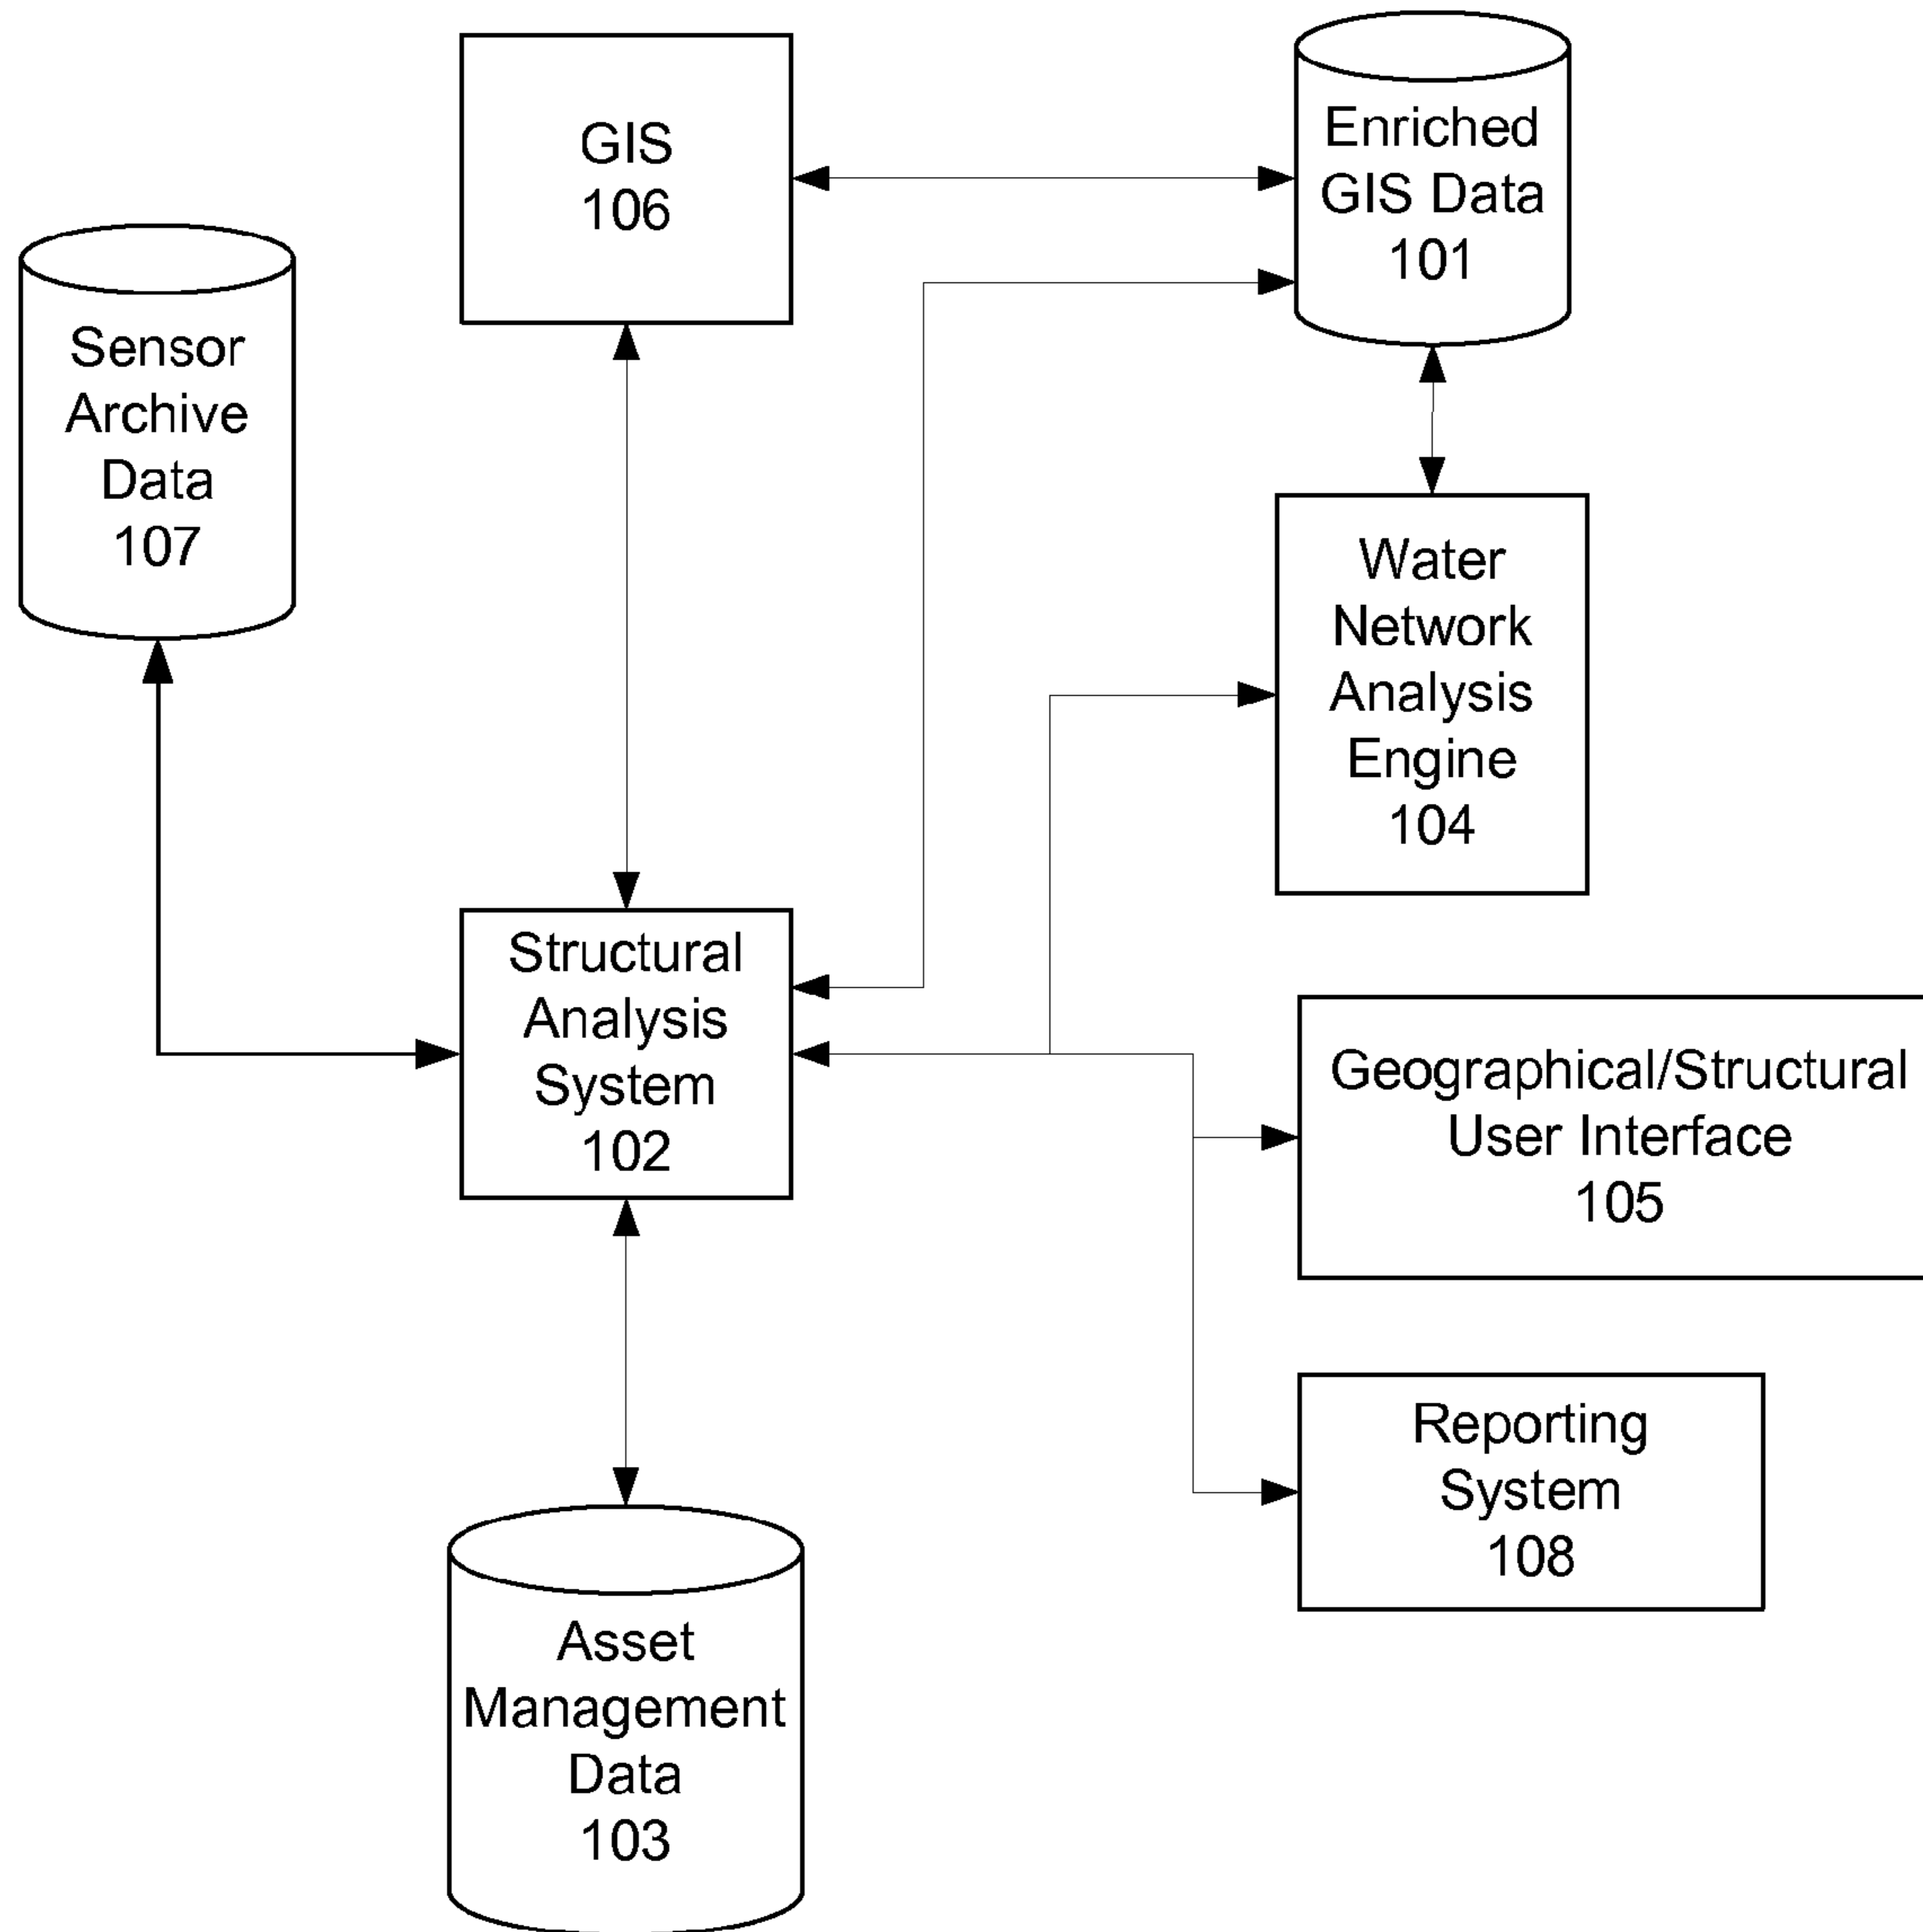 GIS
106
Enriched
GIS Data
101
Sensor
Archive
Data
107
Water
Network
Analysis
Engine
104
Structural
Analysis
System
102
Geographical/Structural
User Interface
105
Reporting
System
108
Asset
Management
Data
103